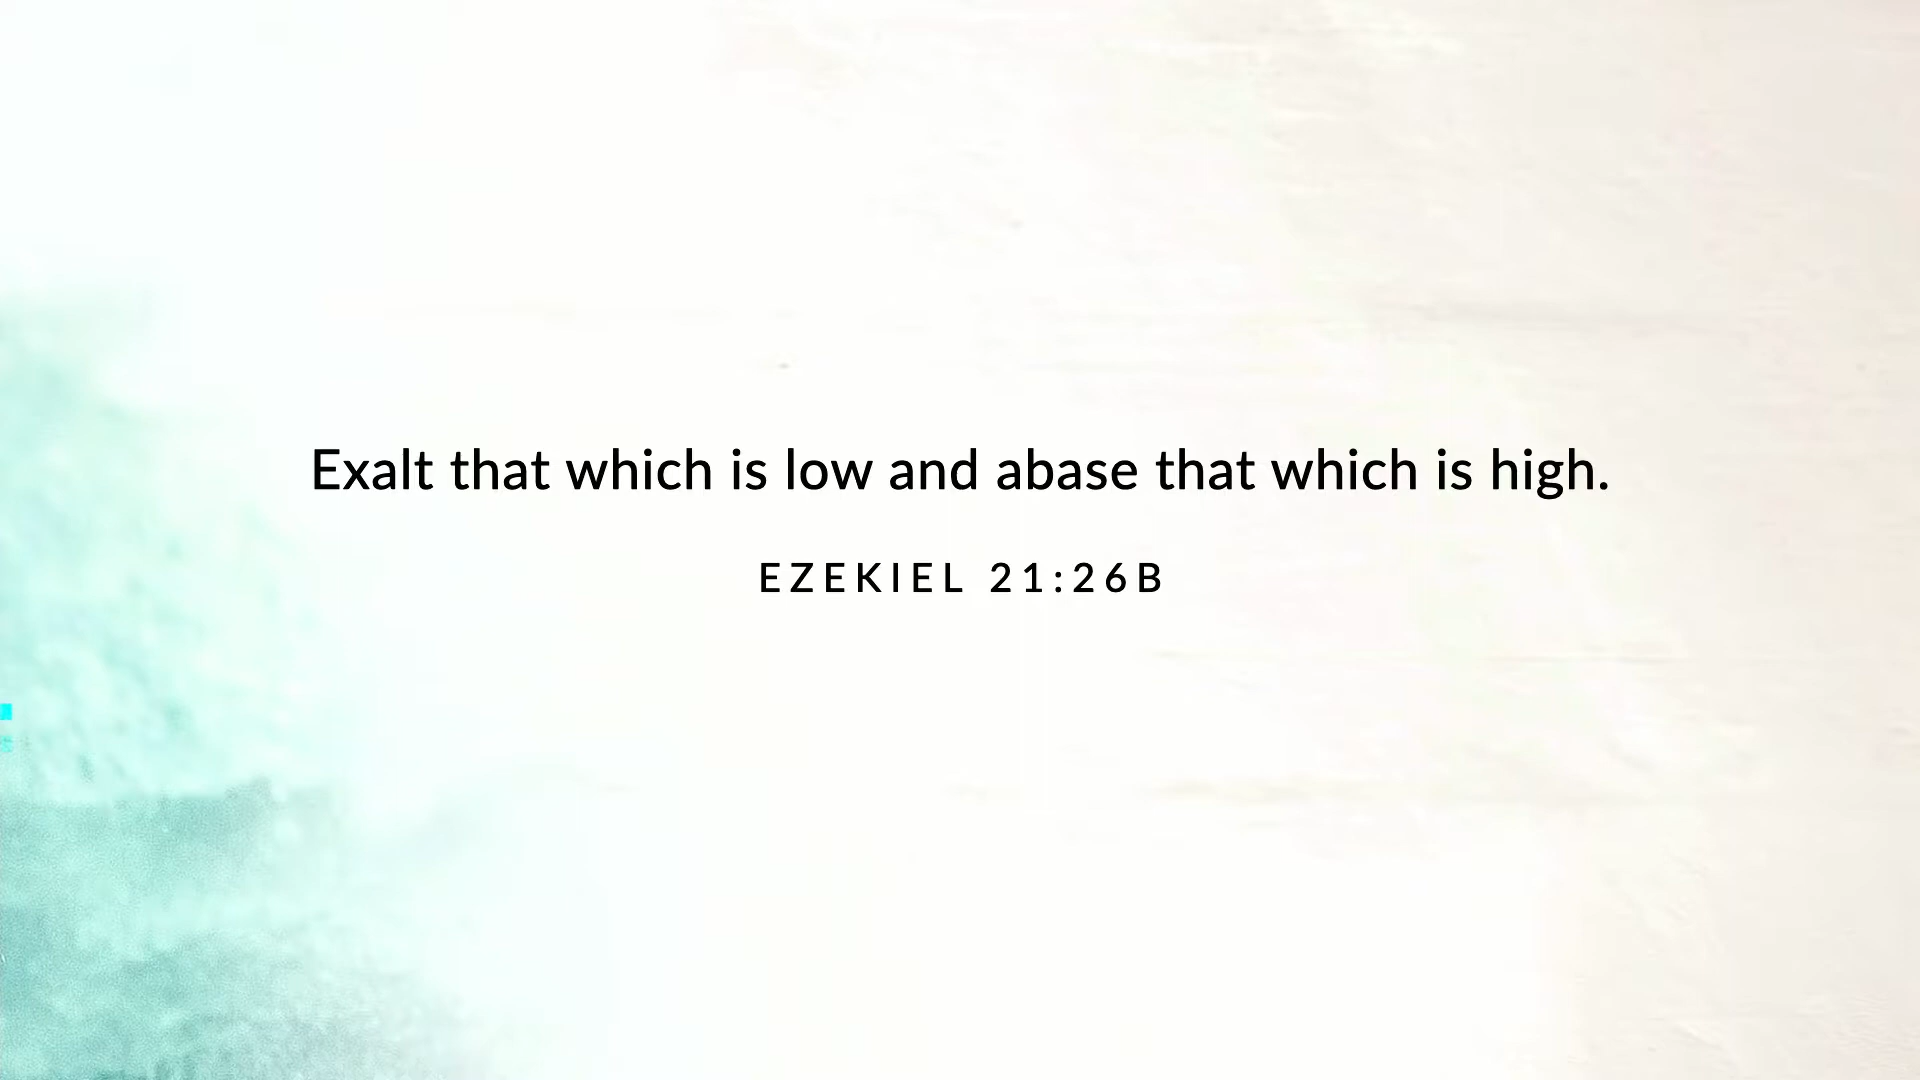 Exalt that which is low and abase that which is high.
EZEKIEL 21:26B